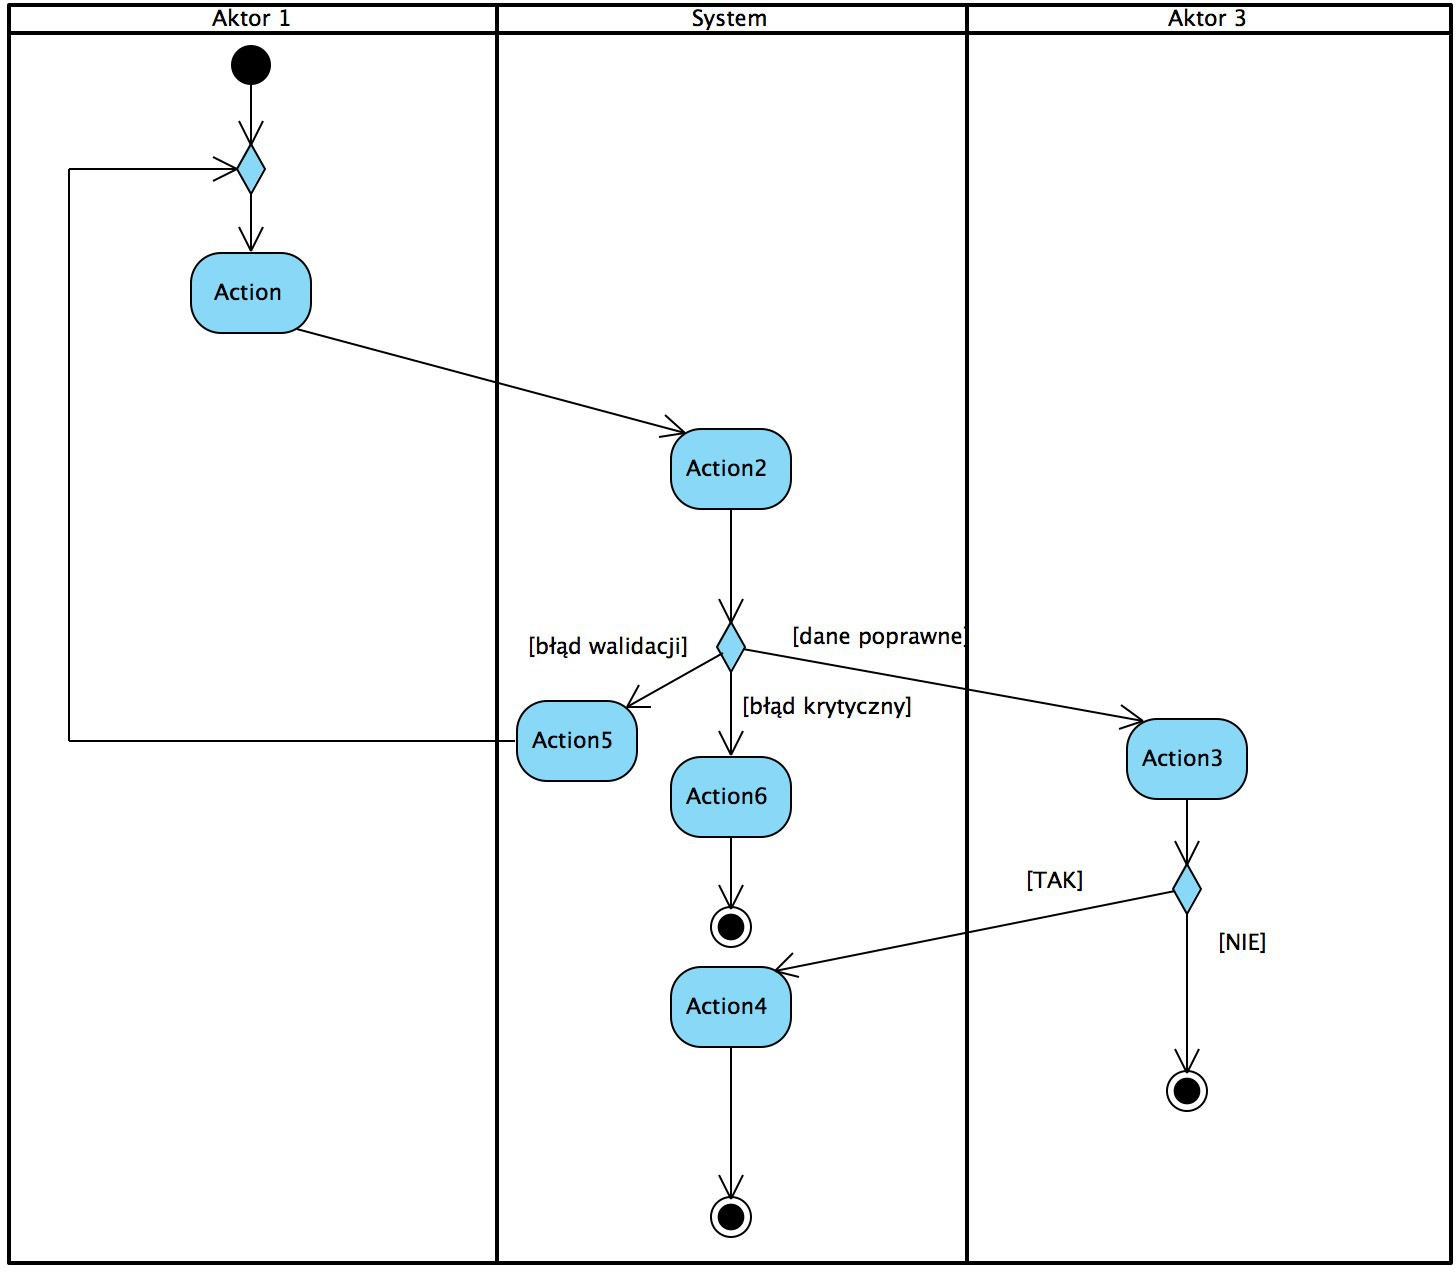 Aktor 1
System
Aktor 3
Action
Action2
[dane poprawne]
[błąd walidacji]
[błąd krytyczny]
Action5
Action3
Action6
[TAK]
[NIE]
Action4